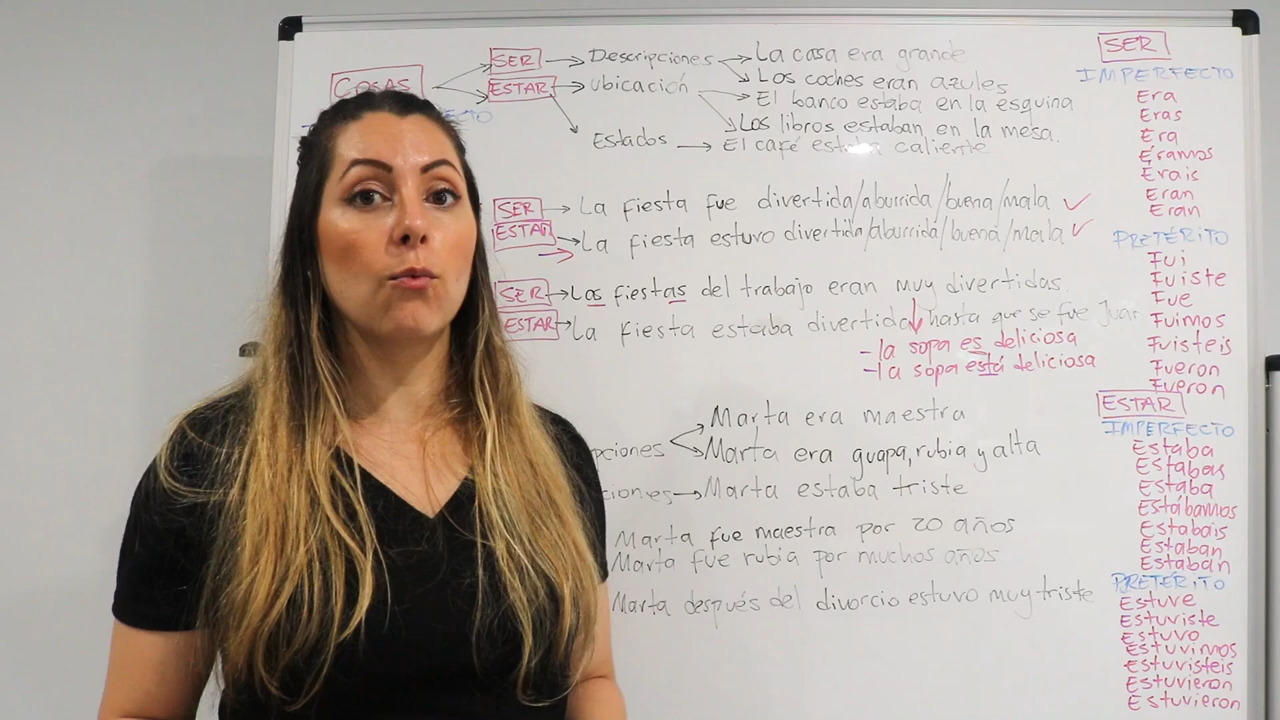 COSAS
SER → Descripciones → La casa era grande
Los coches eran azules
ESTAR → ubicación → El banco estaba en la esquina
Los libros estaban en la mesa.
Estados → El café estaba caliente
SER → La fiesta fue divertida/aburrida/buena/mala ✓
ESTAR → La fiesta estuvo divertida/aburrida/buena/mala ✓
SER → Las fiestas del trabajo eran muy divertidas.
ESTAR → La fiesta estaba divertida hasta que se fue Juan
- la sopa es deliciosa
- la sopa está deliciosa
pciones → Marta era maestra
Marta era guapa, rubia y alta
ciones → Marta estaba triste
Marta fue maestra por 20 años
Marta fue rubia por muchos años
Marta después del divorcio estuvo muy triste
SER
IMPERFECTO
Era
Eras
Era
Éramos
Erais
Eran
Eran
PRETÉRITO
Fui
Fuiste
Fue
Fuimos
Fuisteis
Fueron
Fueron
ESTAR
IMPERFECTO
Estaba
Estabas
Estaba
Estábamos
Estabais
Estaban
Estaban
PRETÉRITO
Estuve
Estuviste
Estuvo
Estuvimos
Estuvisteis
Estuvieron
Estuvieron